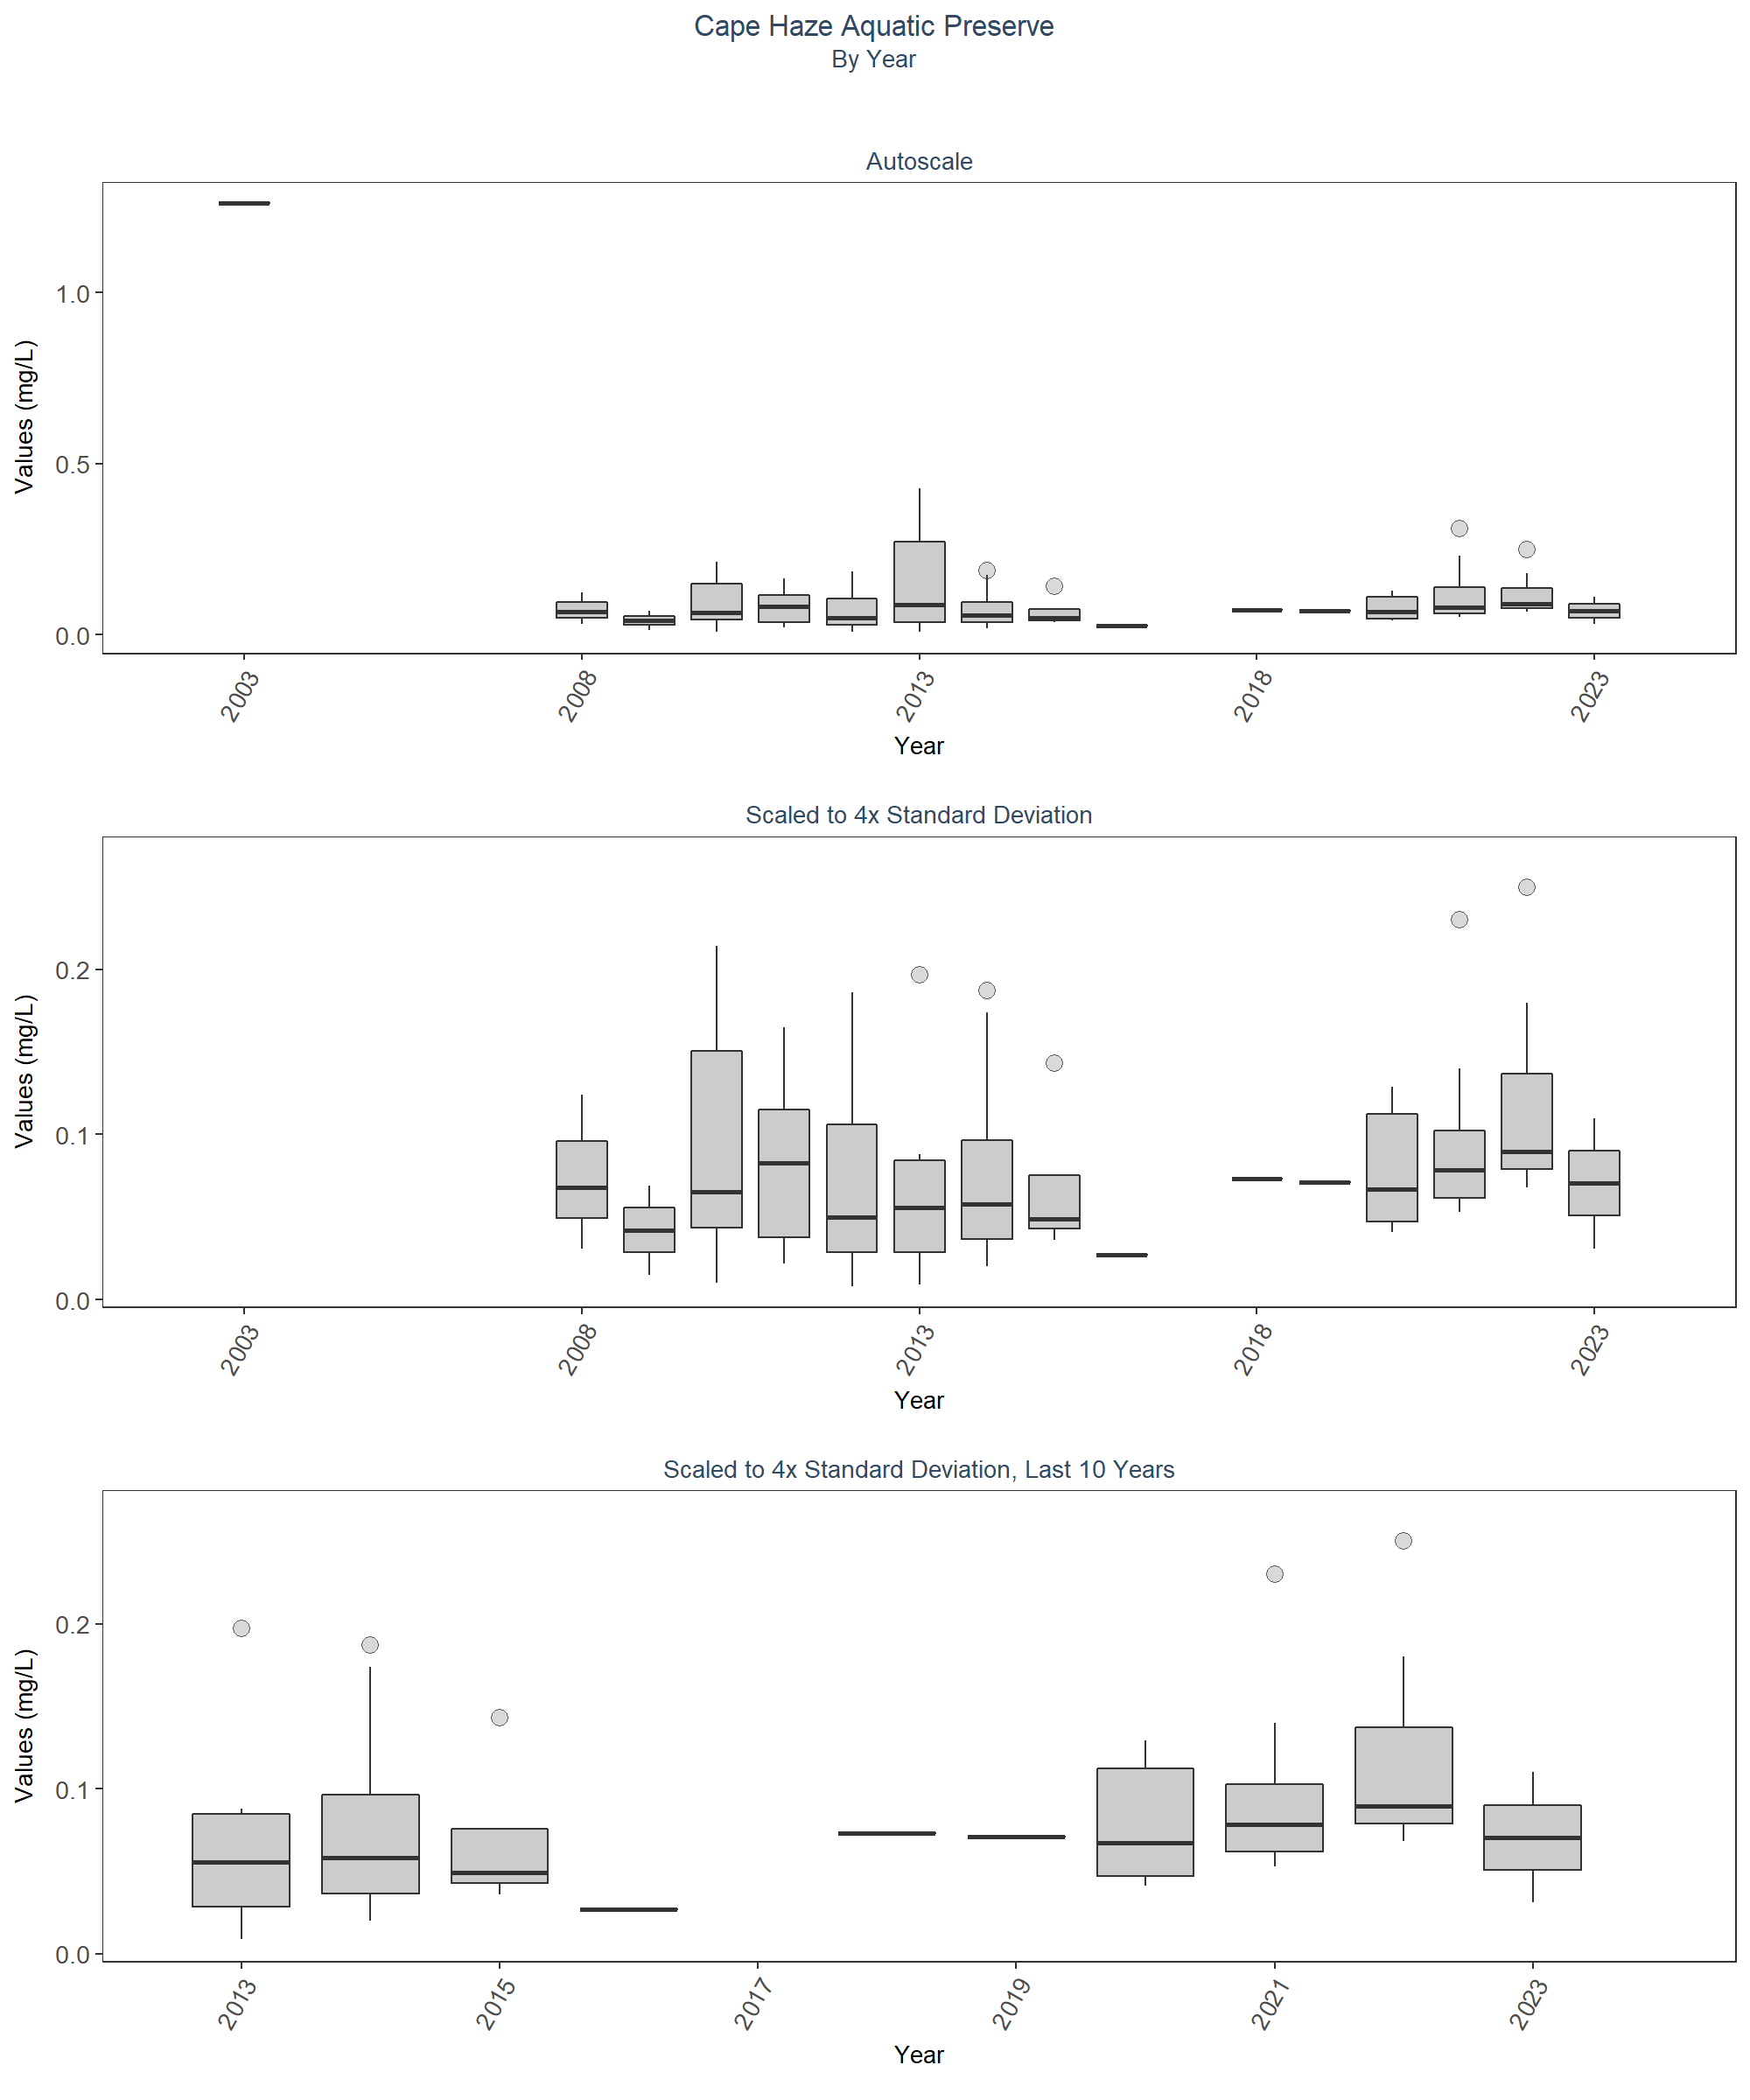 Cape Haze Aquatic Preserve
By Year
Autoscale
Values (mg/L)
1.0
0.5
0.0
2003 2008 2013 2018 2023
Year
Scaled to 4x Standard Deviation
Values (mg/L)
0.2
0.1
0.0
2003 2008 2013 2018 2023
Year
Scaled to 4x Standard Deviation, Last 10 Years
Values (mg/L)
0.2
0.1
0.0
2013 2015 2017 2019 2021 2023
Year